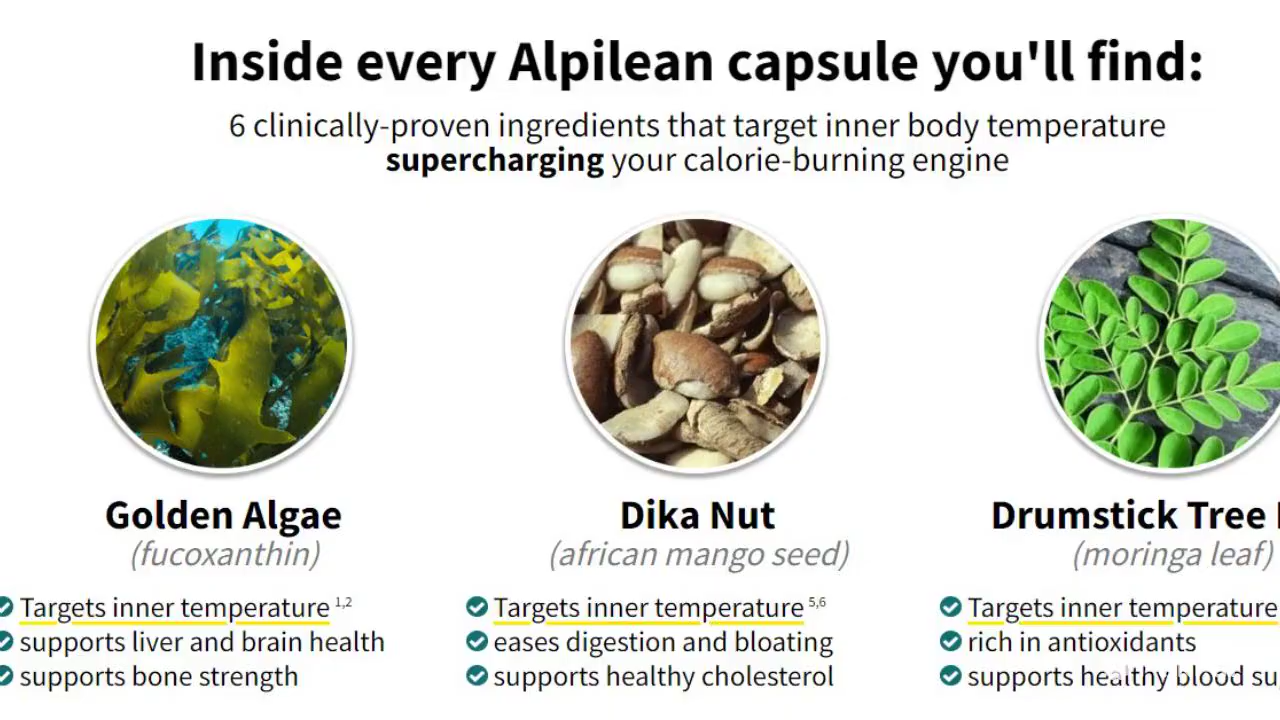 Inside every Alpilean capsule you'll find:
6 clinically-proven ingredients that target inner body temperature
supercharging your calorie-burning engine
Golden Algae
(fucoxanthin)
Targets inner temperature 1,2
supports liver and brain health
supports bone strength
Dika Nut
(african mango seed)
Targets inner temperature 5,6
eases digestion and bloating
supports healthy cholesterol
Drumstick Tree
(moringa leaf)
Targets inner temperature
rich in antioxidants
supports healthy blood su